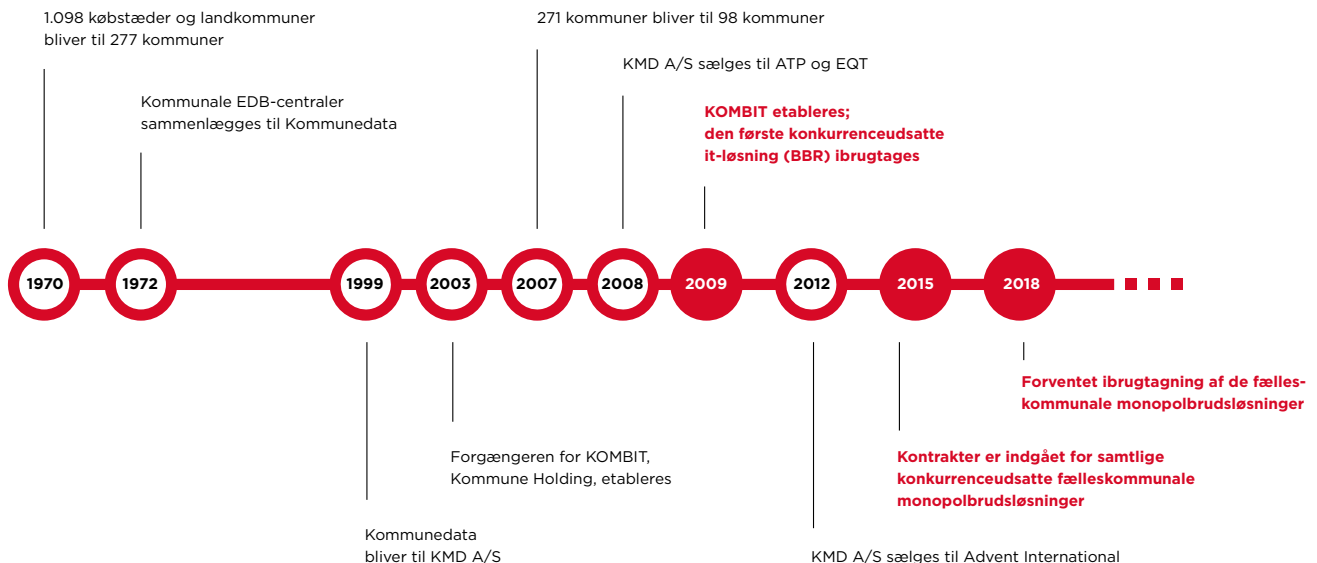 1.098 købstæder og landkommuner
bliver til 277 kommuner
Kommunale EDB-centraler
sammenlægges til Kommunedata
271 kommuner bliver til 98 kommuner
KMD A/S sælges til ATP og EQT
KOMBIT etableres;
den første konkurrenceudsatte
it-løsning (BBR) ibrugtages
1970
1972
1999
2003
2007
2008
2009
2012
2015
2018
Forventet ibrugtagning af de fælles-
kommunale monopolbrudsløsninger
Forgængeren for KOMBIT,
Kommune Holding, etableres
Kontrakter er indgået for samtlige
konkurrenceudsatte fælleskommunale
monopolbrudsløsninger
Kommunedata
bliver til KMD A/S
KMD A/S sælges til Advent International